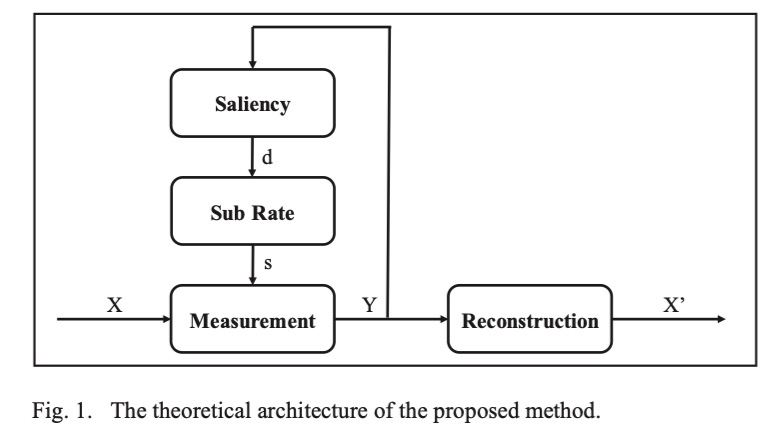 Saliency
d
Sub Rate
s
X
Measurement
Y
Reconstruction
X’
Fig. 1. The theoretical architecture of the proposed method.